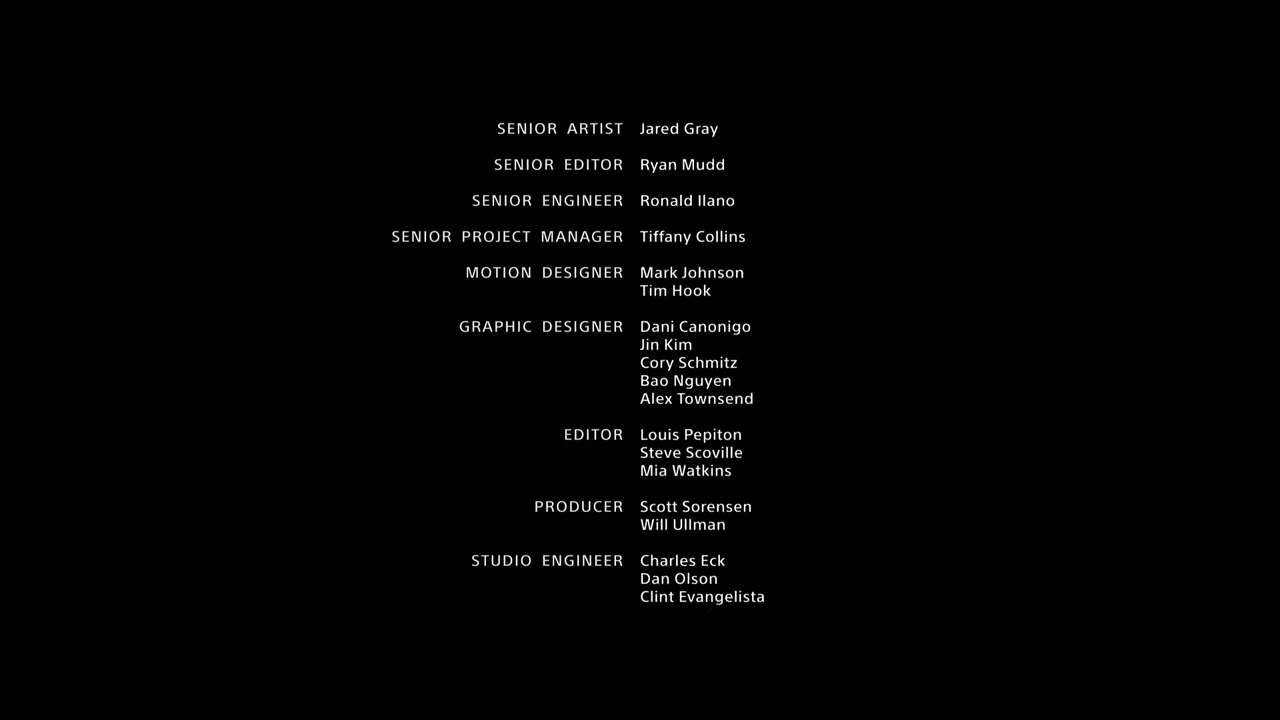 SENIOR ARTIST Jared Gray
SENIOR EDITOR Ryan Mudd
SENIOR ENGINEER Ronald Ilano
SENIOR PROJECT MANAGER Tiffany Collins
MOTION DESIGNER Mark Johnson
Tim Hook
GRAPHIC DESIGNER Dani Canonigo
Jin Kim
Cory Schmitz
Bao Nguyen
Alex Townsend
EDITOR Louis Pepiton
Steve Scoville
Mia Watkins
PRODUCER Scott Sorensen
Will Ullman
STUDIO ENGINEER Charles Eck
Dan Olson
Clint Evangelista